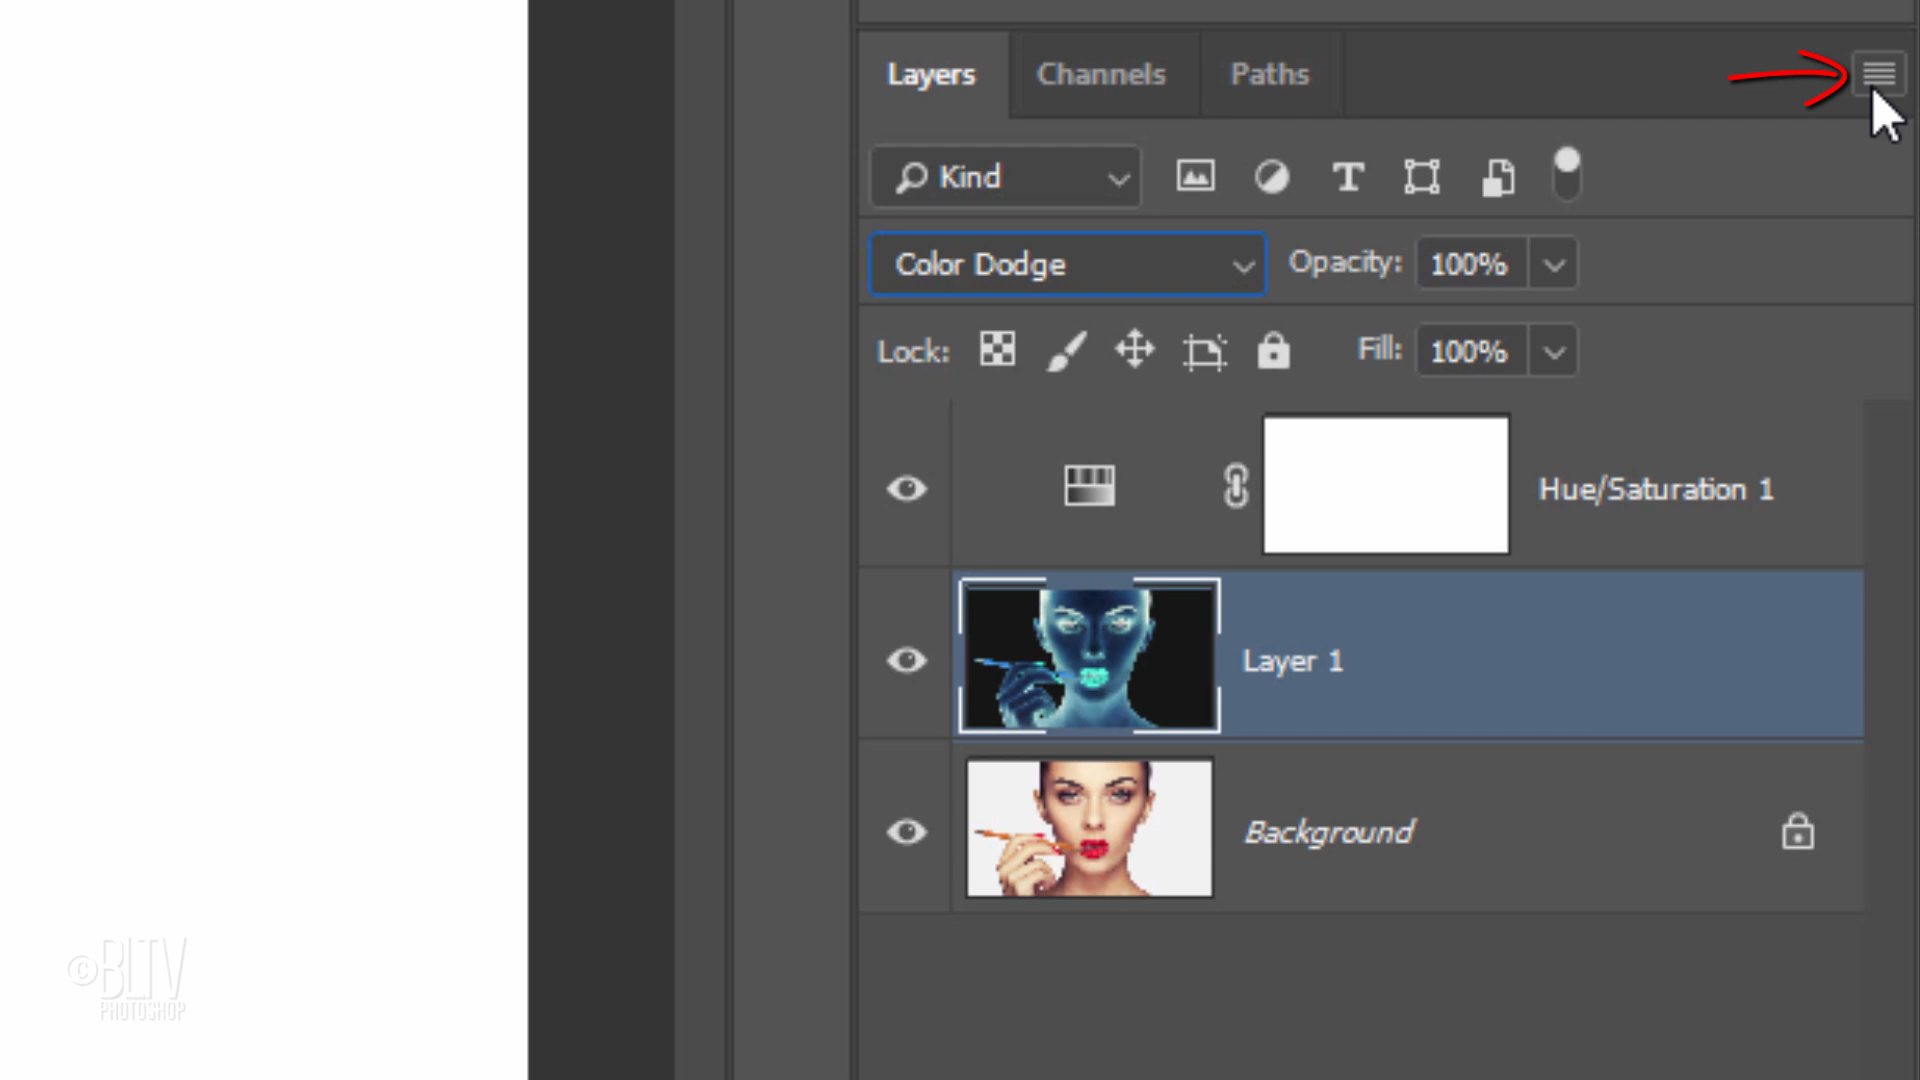 Layers Channels Paths
Kind T
Color Dodge Opacity: 100%
Lock: Fill: 100%
Hue/Saturation 1
Layer 1
Background
©BLTV
PHOTOSHOP